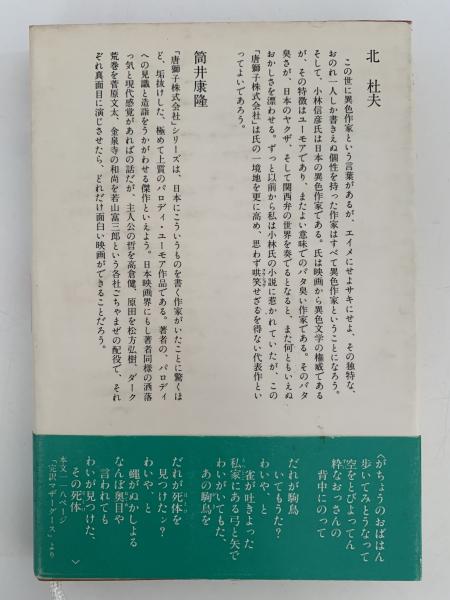 北 杜夫
この世に異色作家という言葉があるが、エイメにせよサキにせよ、その独特な、
おのれ一人しか書きえぬ個性を持った作家はすべて異色作家ということになろう。
そして、小林信彦氏は日本の異色作家である。氏は映画から異色文学の権威である
が、その特徴はユーモアであり、またよい意味でのバタ臭い作家である。そのバタ
臭さが、日本のヤクザ、そして関西弁の世界を奏でるとなると、また何ともいえぬ
おかしさを漂わせる。ずっと以前から私は小林氏の小説に惹かれていたが、この
「唐獅子株式会社」は氏の一境地を更に高め、思わず哄笑せざるを得ない代表作とい
ってよいであろう。
筒井康隆
「唐獅子株式会社」シリーズは、日本にこういうものを書く作家がいたことに驚くほ
ど、垢抜けした、極めて上質のパロディ・ユーモア作品である。著者の、パロディ
への見識と造詣をうかがわせる傑作といえよう。日本映画界にもし著者同様の洒落
っ気と現代感覚があればの話だが、主人公の哲を高倉健、原田を松方弘樹、ダーク
荒巻を菅原文太、金泉寺の和尚を若山富三郎という各社ごちゃまぜの配役で、それ
ぞれ真面目に演じさせたら、どれだけ面白い映画ができることだろう。
〈がちょうのおばはん
歩いてみとうなって
空をとびよってん
粋なおっさんの
背中にのって
だれが駒鳥
いてもうた?
わいや、と
雀が吐きよった
私家にある弓と矢で
わいがいてもた、
あの駒鳥を
だれが死体を
見つけたン?
わいや、と
蠅がぬかしよる
なんぼ奥目や
言われても
わいが見つけた、
その死体 〉
本文一一八ページ
「完訳マザー・グース」より